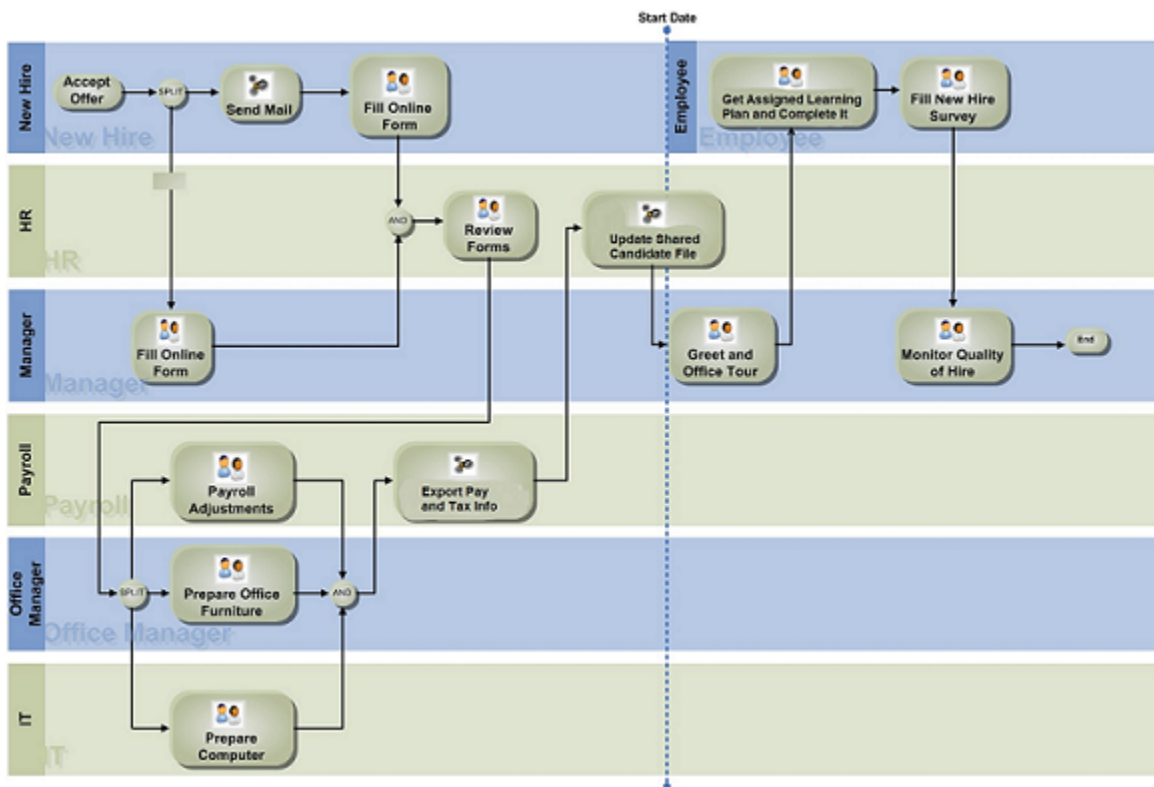 Start Date
New Hire
Accept
Offer
SPLIT
Send Mail
Fill Online
Form
New Hire
Employee
Get Assigned Learning
Plan and Complete It
Fill New Hire
Survey
Employee
HR
AND
Review
Forms
Update Shared
Candidate File
HR
Manager
Fill Online
Form
Greet and
Office Tour
Monitor Quality
of Hire
End
Manager
Payroll
Payroll
Adjustments
Export Pay
and Tax Info
Payroll
Office
Manager
SPLIT
Prepare Office
Furniture
AND
Office Manager
IT
Prepare
Computer
IT